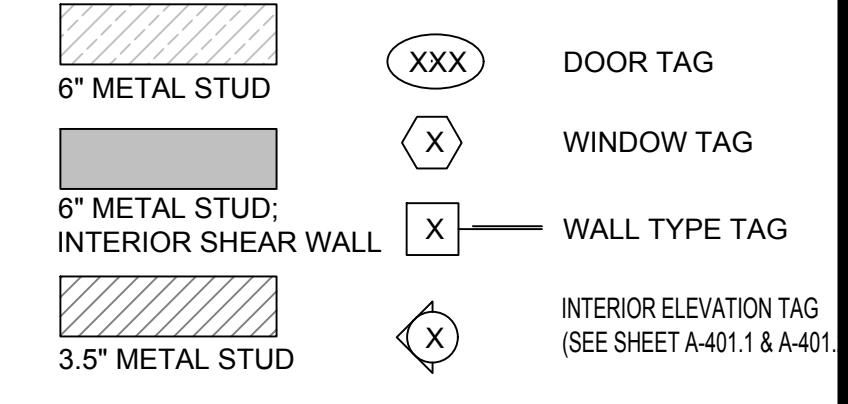 6" METAL STUD
6" METAL STUD;
INTERIOR SHEAR WALL
3.5" METAL STUD
XXX DOOR TAG
X WINDOW TAG
X WALL TYPE TAG
X INTERIOR ELEVATION TAG
(SEE SHEET A-401.1 & A-401.